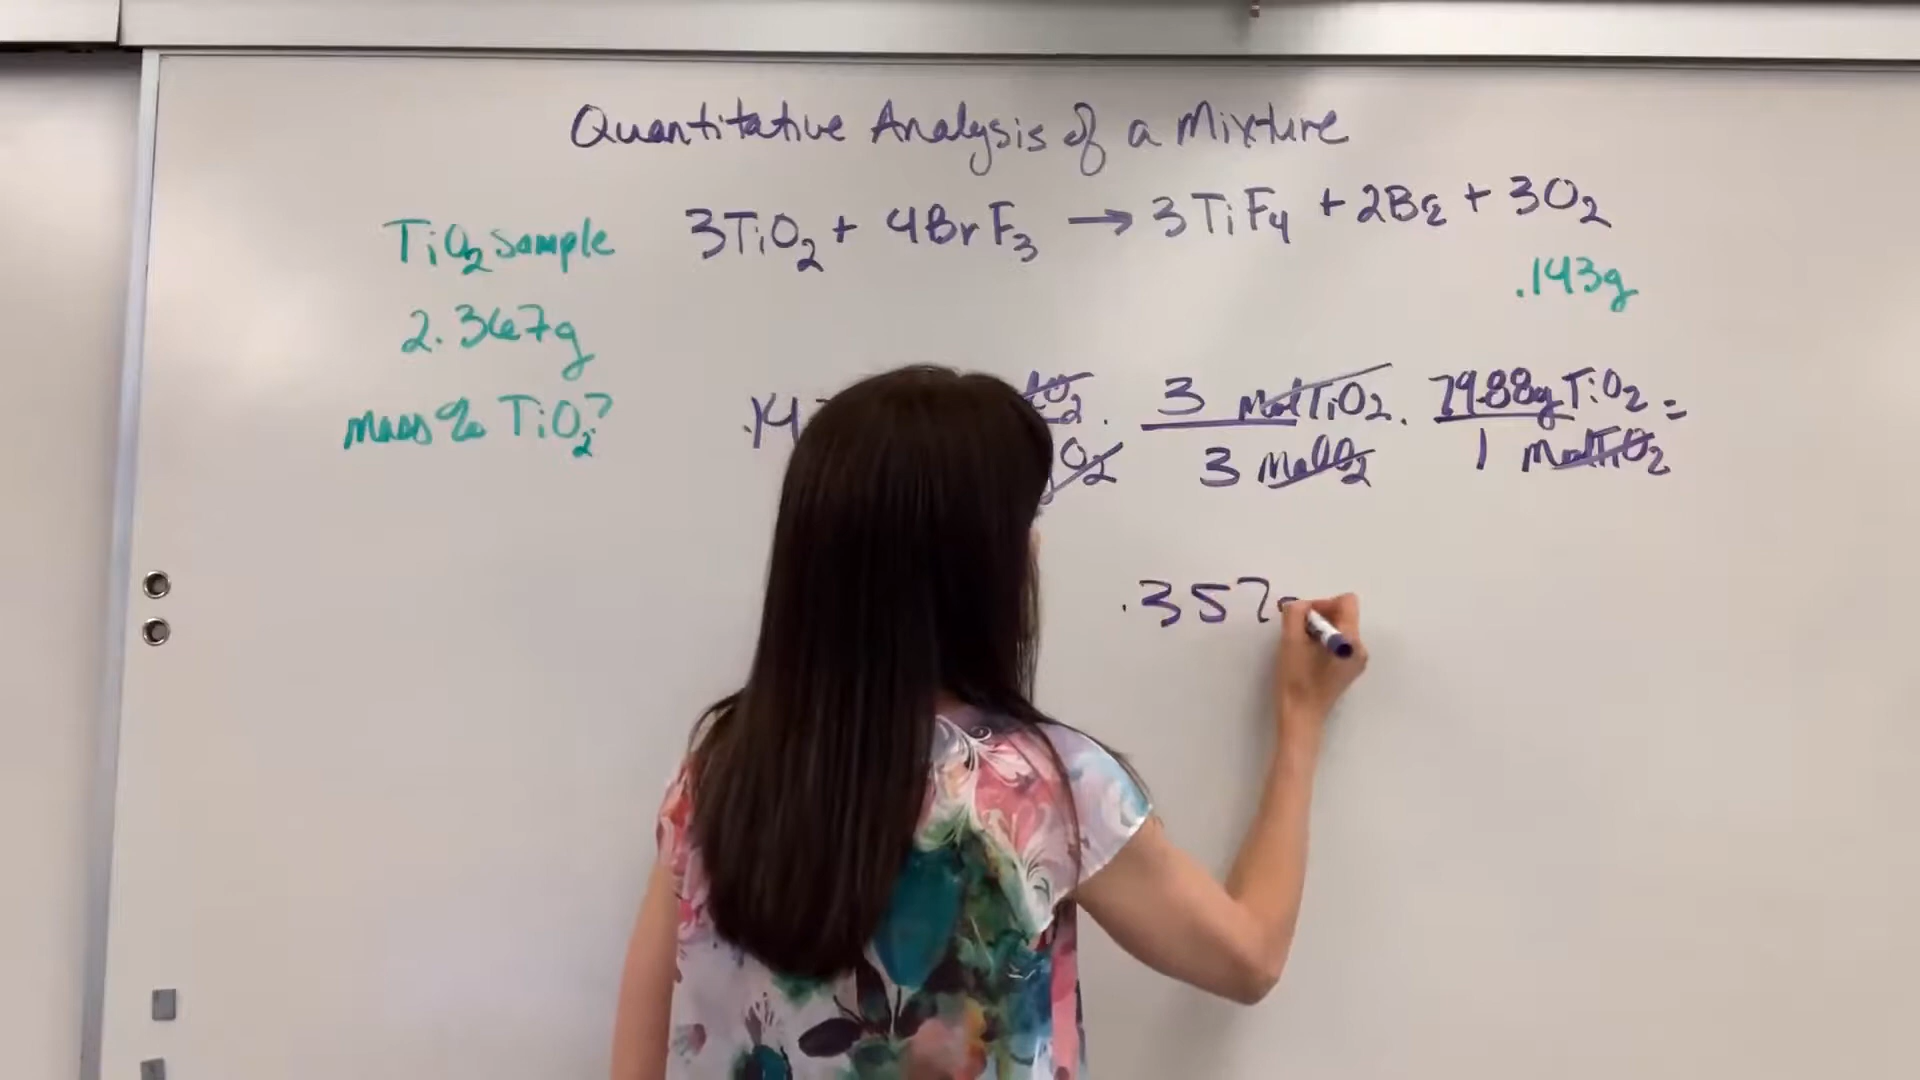 Quantitative Analysis of a Mixture
TiO₂ sample
2.367g
mass % TiO₂?
3TiO₂ + 4BrF₃ → 3TiF₄ + 2Br₂ + 3O₂
.143g
.14
O₂ . 3 mol TiO₂ . 79.88g TiO₂ =
O₂ 3 mol O₂ 1 mol TiO₂
.357